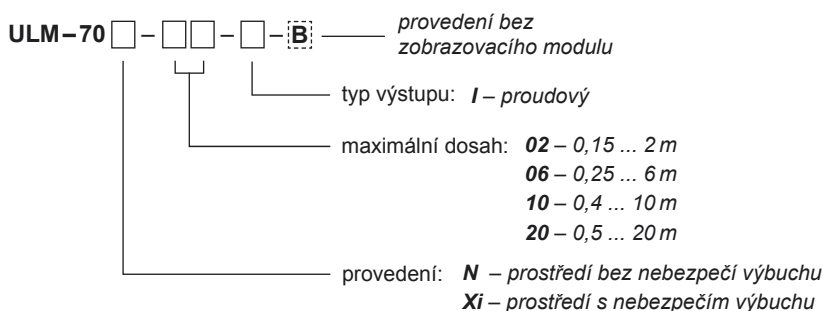 provedení bez
ULM–70 □ – □□ – □ – B
zobrazovacího modulu
typ výstupu: I – proudový
maximální dosah: 02 – 0,15 ... 2 m
06 – 0,25 ... 6 m
10 – 0,4 ... 10 m
20 – 0,5 ... 20 m
provedení: N – prostředí bez nebezpečí výbuchu
Xi – prostředí s nebezpečím výbuchu